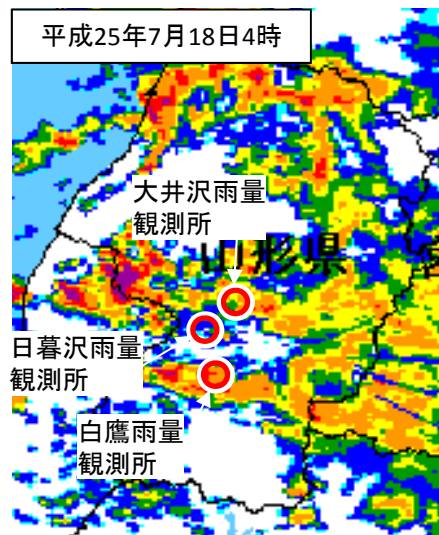 平成25年7月18日4時
大井沢雨量
観測所
山形県
日暮沢雨量
観測所
白鷹雨量
観測所